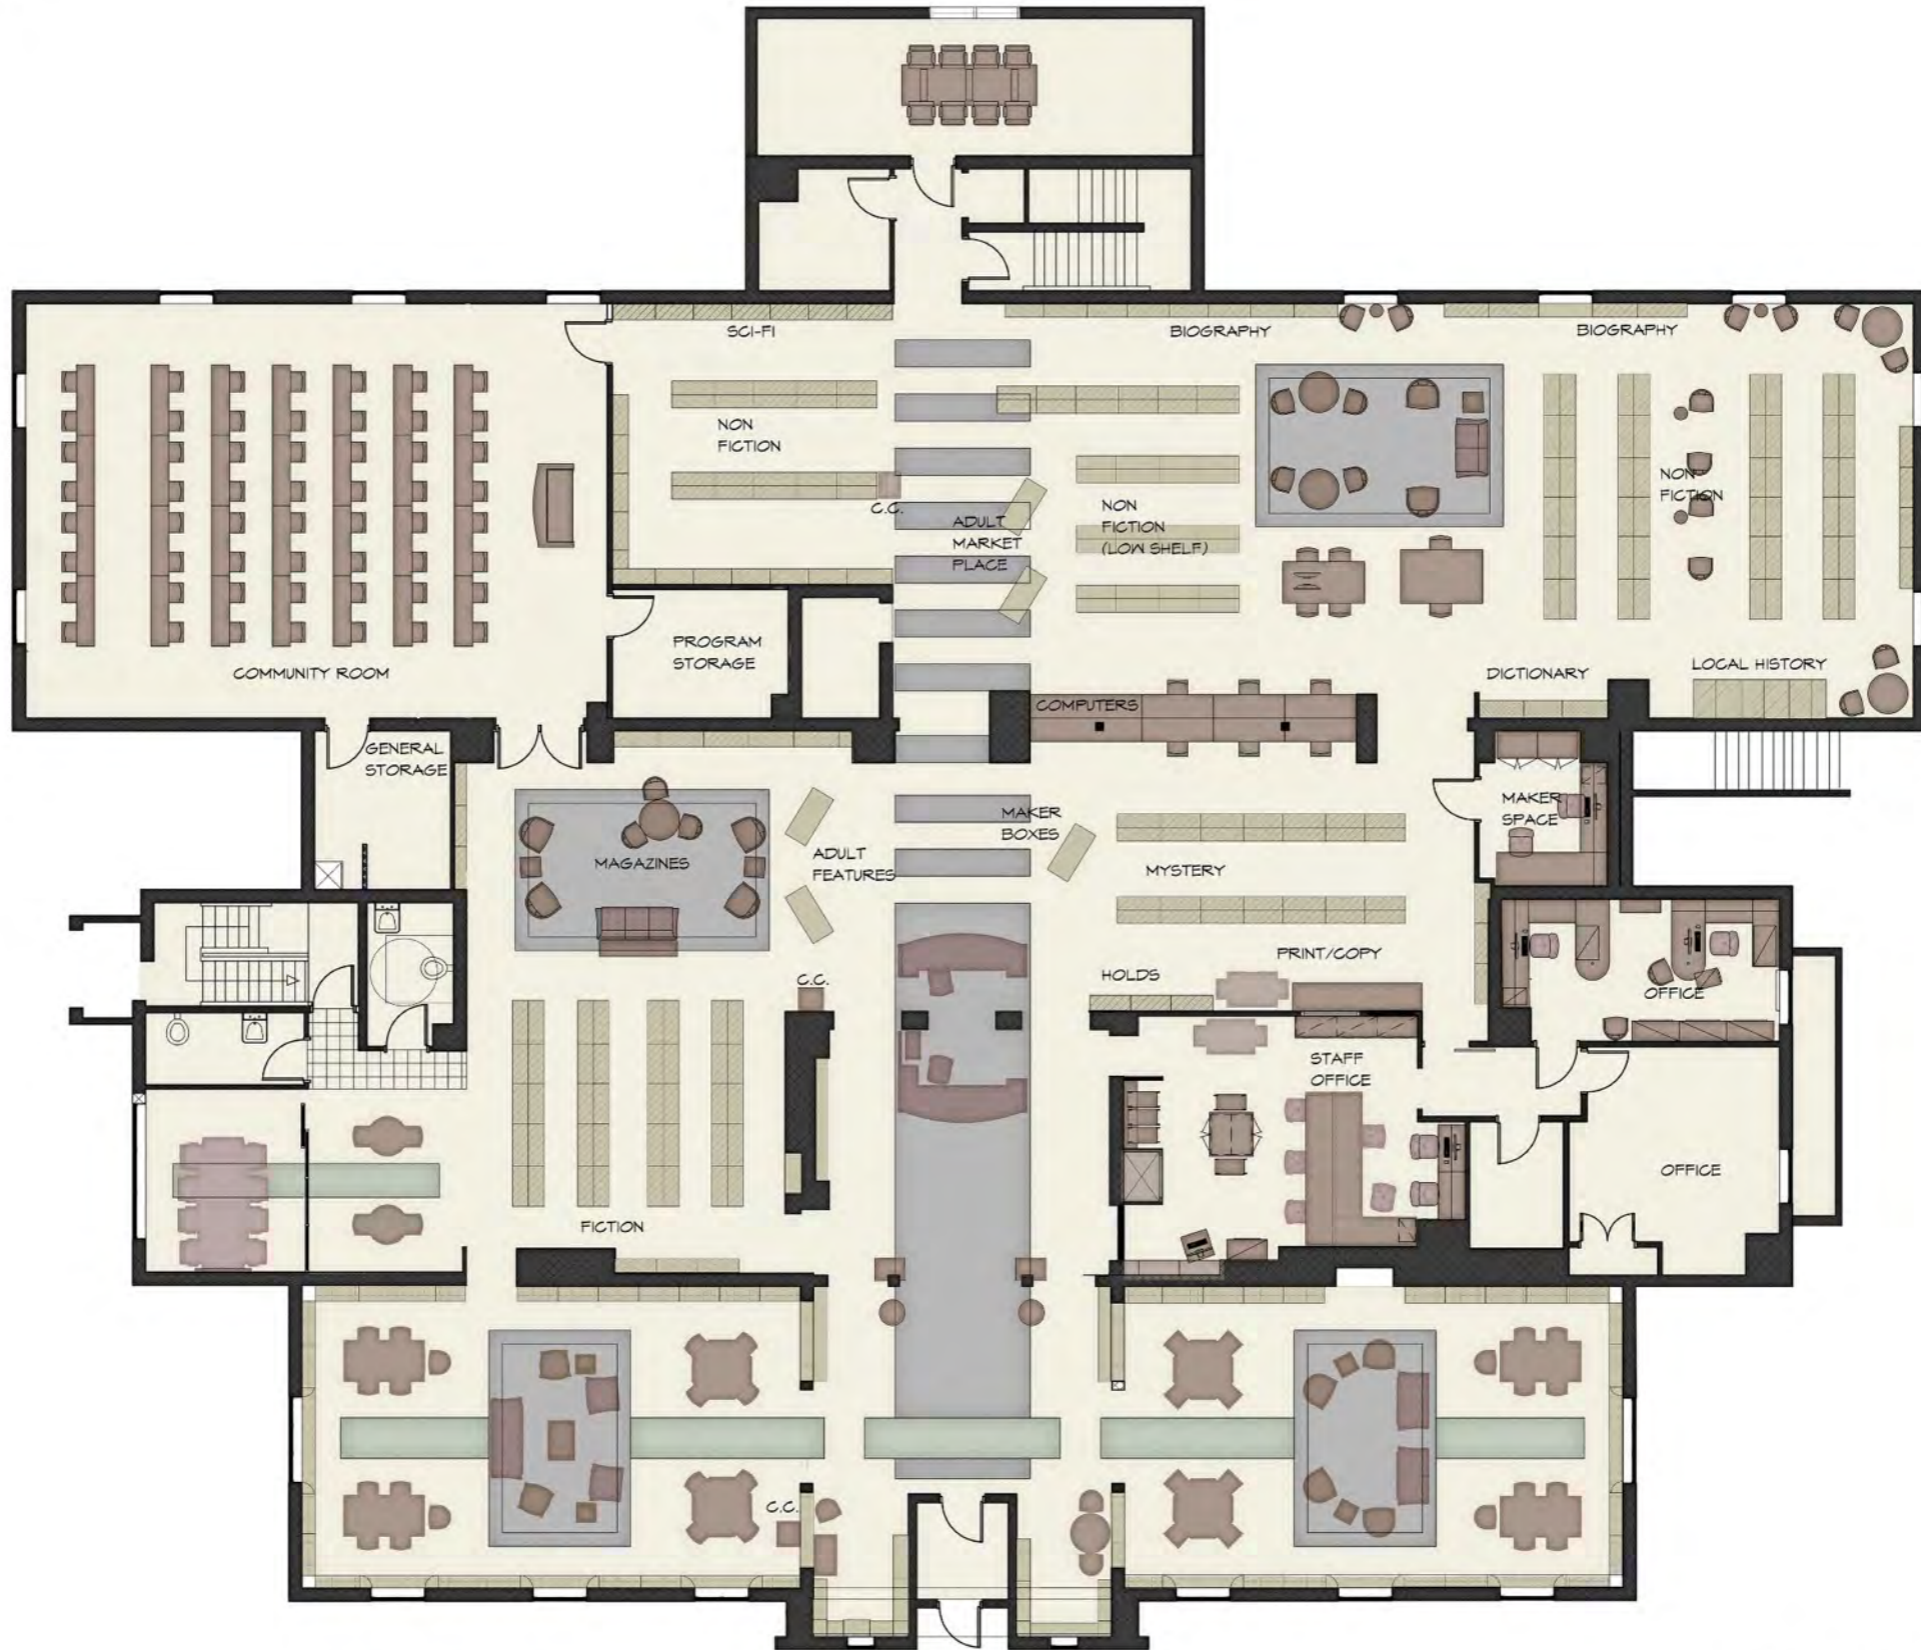 SCI-FI
BIOGRAPHY
BIOGRAPHY
NON
FICTION
NON
FICTION
C.C.
ADULT
MARKET
PLACE
NON
FICTION
(LOW SHELF)
PROGRAM
STORAGE
COMMUNITY ROOM
DICTIONARY
LOCAL HISTORY
COMPUTERS
GENERAL
STORAGE
MAKER
SPACE
MAKER
BOXES
MAGAZINES
ADULT
FEATURES
MYSTERY
PRINT/COPY
HOLDS
C.C.
OFFICE
STAFF
OFFICE
OFFICE
FICTION
C.C.